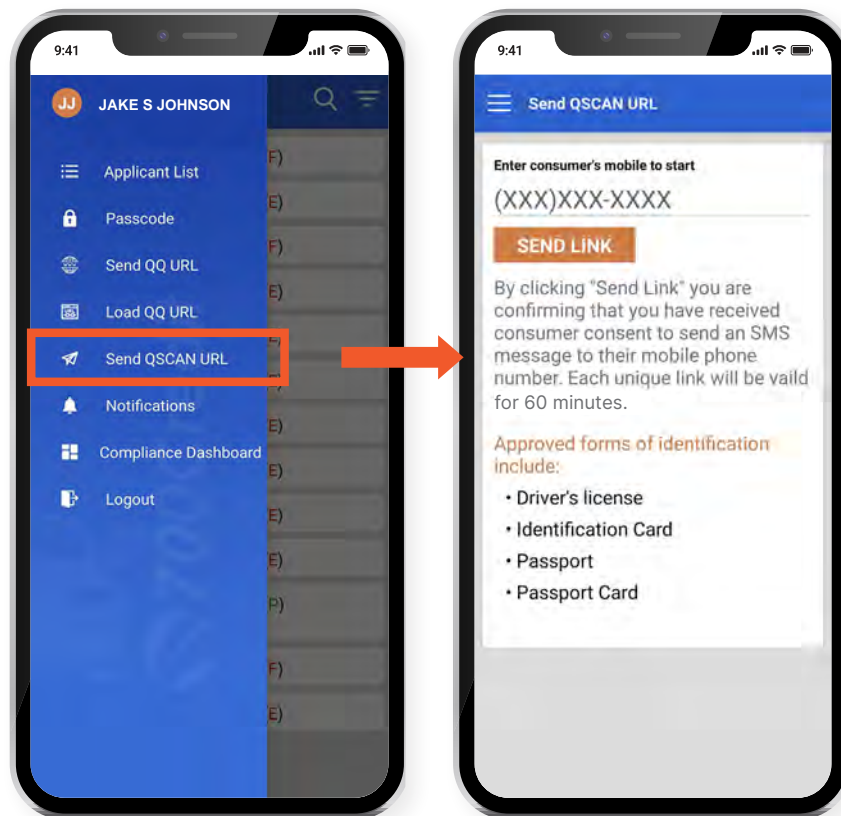 9:41
JJ JAKE S JOHNSON
Applicant List
Passcode
Send QQ URL
Load QQ URL
Send QSCAN URL
Notifications
Compliance Dashboard
Logout
F)
E)
F)
E)
E)
E)
E)
E)
E)
P)
F)
E)
9:41
Send QSCAN URL
Enter consumer's mobile to start
(XXX)XXX-XXXX
SEND LINK
By clicking "Send Link" you are
confirming that you have received
consumer consent to send an SMS
message to their mobile phone
number. Each unique link will be vaild
for 60 minutes.
Approved forms of identification
include:
• Driver's license
• Identification Card
• Passport
• Passport Card